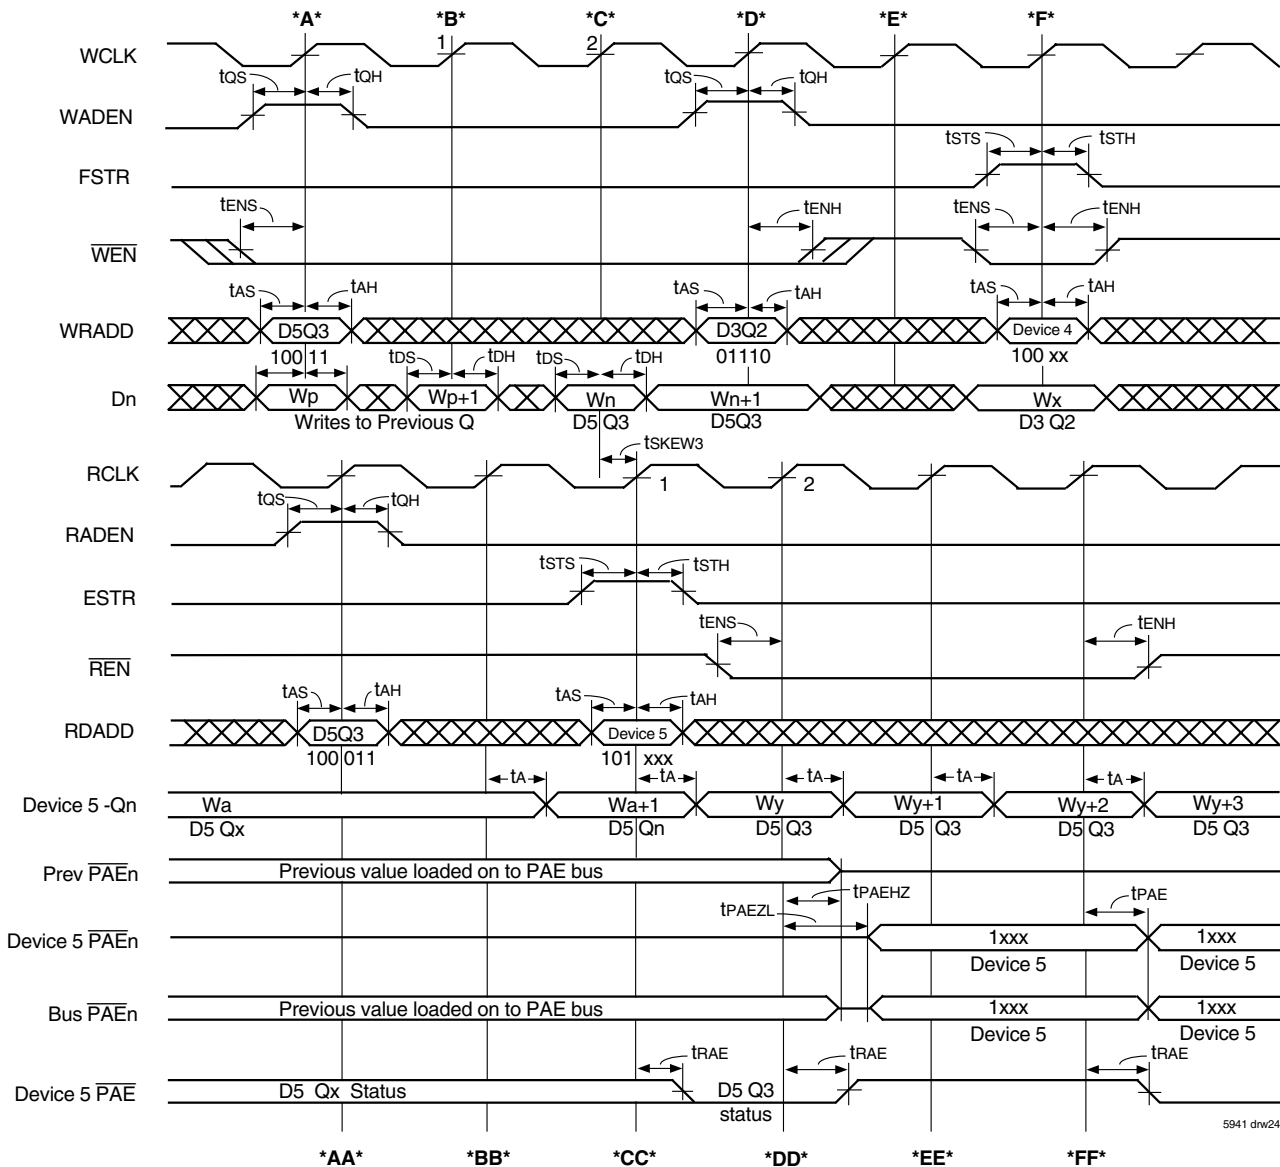 *A* *B* *C* *D* *E* *F*
WCLK 1 2
tQS tQH tQS tQH
WADEN
tSTS tSTH
FSTR
tENS tENH tENS tENH
WEN
tAS tAH tAS tAH tAS tAH
WRADD D5Q3 D3Q2 Device 4
100 11 01110 100 xx
tDS tDH tDS tDH
Dn Wp Wp+1 Wn Wn+1 Wx
Writes to Previous Q D5 Q3 D5Q3 D3 Q2
tSKEW3
RCLK 1 2
tQS tQH
RADEN
tSTS tSTH
ESTR
tENS tENH
REN
tAS tAH tAS tAH
RDADD D5Q3 Device 5
100 011 101 xxx
tA tA tA tA tA
Device 5 -Qn Wa Wa+1 Wy Wy+1 Wy+2 Wy+3
D5 Qx D5 Qn D5 Q3 D5 Q3 D5 Q3 D5 Q3
Prev PAEn Previous value loaded on to PAE bus
tPAEHZ
tPAEZL tPAE
Device 5 PAEn 1xxx 1xxx
Device 5 Device 5
Bus PAEn Previous value loaded on to PAE bus 1xxx 1xxx
Device 5 Device 5
tRAE tRAE tRAE
Device 5 PAE D5 Qx Status D5 Q3
status
5941 drw24
*AA* *BB* *CC* *DD* *EE* *FF*